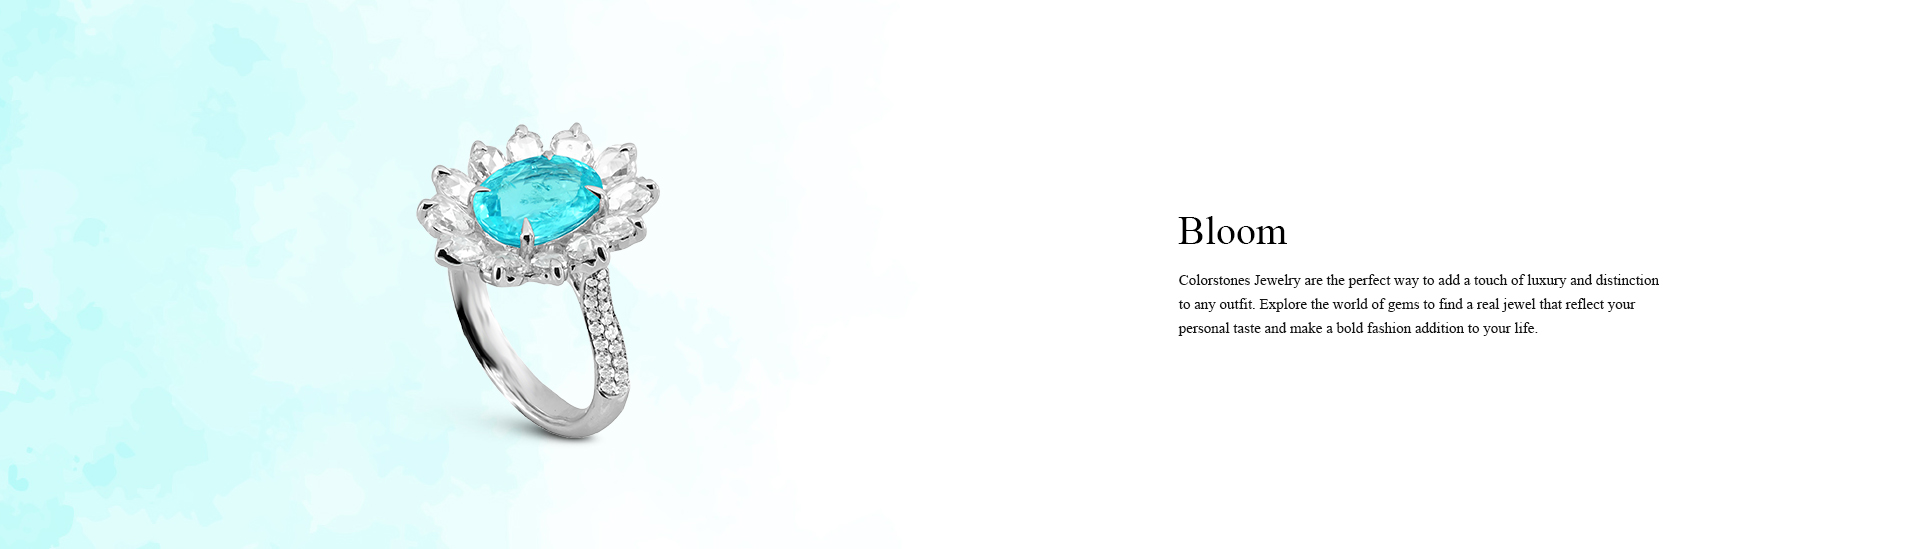 Bloom
Colorstones Jewelry are the perfect way to add a touch of luxury and distinction
to any outfit. Explore the world of gems to find a real jewel that reflect your
personal taste and make a bold fashion addition to your life.